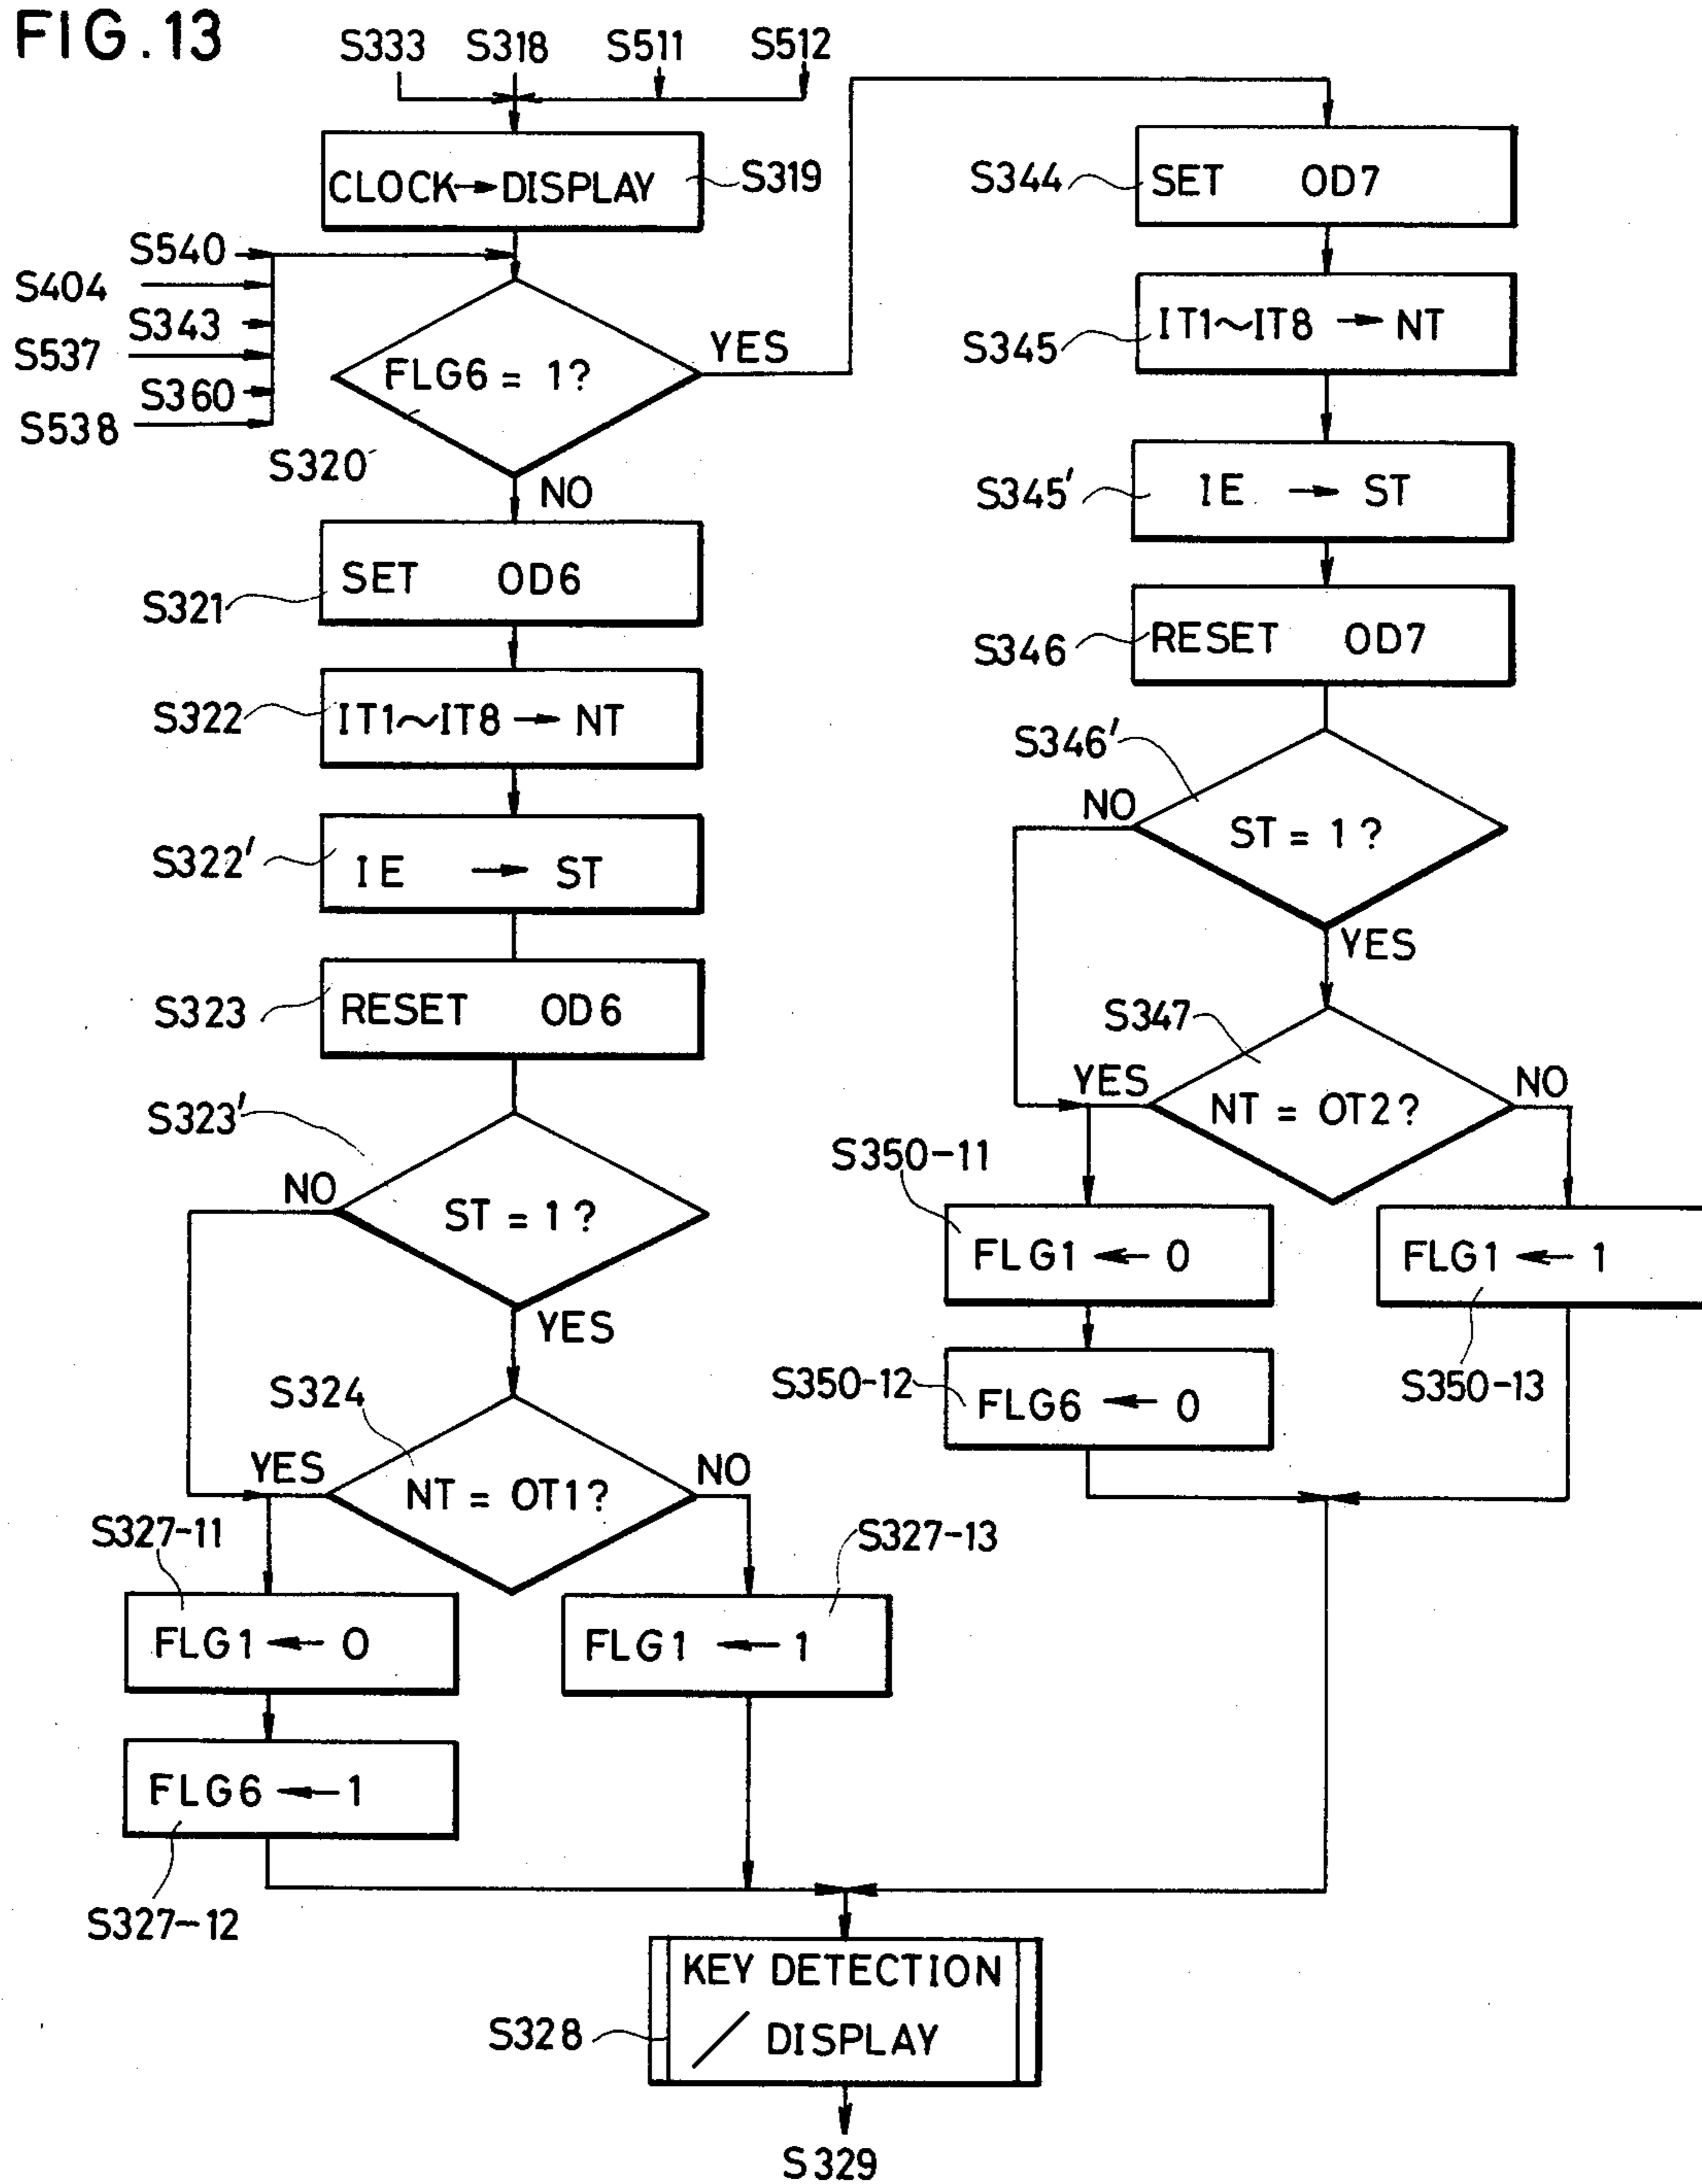 FIG.13
S333 S318 S511 S512
CLOCK→DISPLAY
S319
S540
S404
S343
S537
S360
S538
FLG6 = 1?
YES
S320
NO
SET OD6
S321
IT1~IT8 → NT
S322
IE → ST
S322'
RESET OD6
S323
S323'
ST = 1?
NO
YES
S324
NT = OT1?
YES
NO
S327-11
FLG1 ← 0
S327-13
FLG1 ← 1
FLG6 ← 1
S327-12
S344
SET OD7
S345
IT1~IT8 → NT
S345'
IE → ST
S346
RESET OD7
S346'
NO
ST = 1?
YES
S347
YES
NT = OT2?
NO
S350-11
FLG1 ← 0
FLG1 ← 1
S350-13
S350-12
FLG6 ← 0
KEY DETECTION
/ DISPLAY
S328
S329